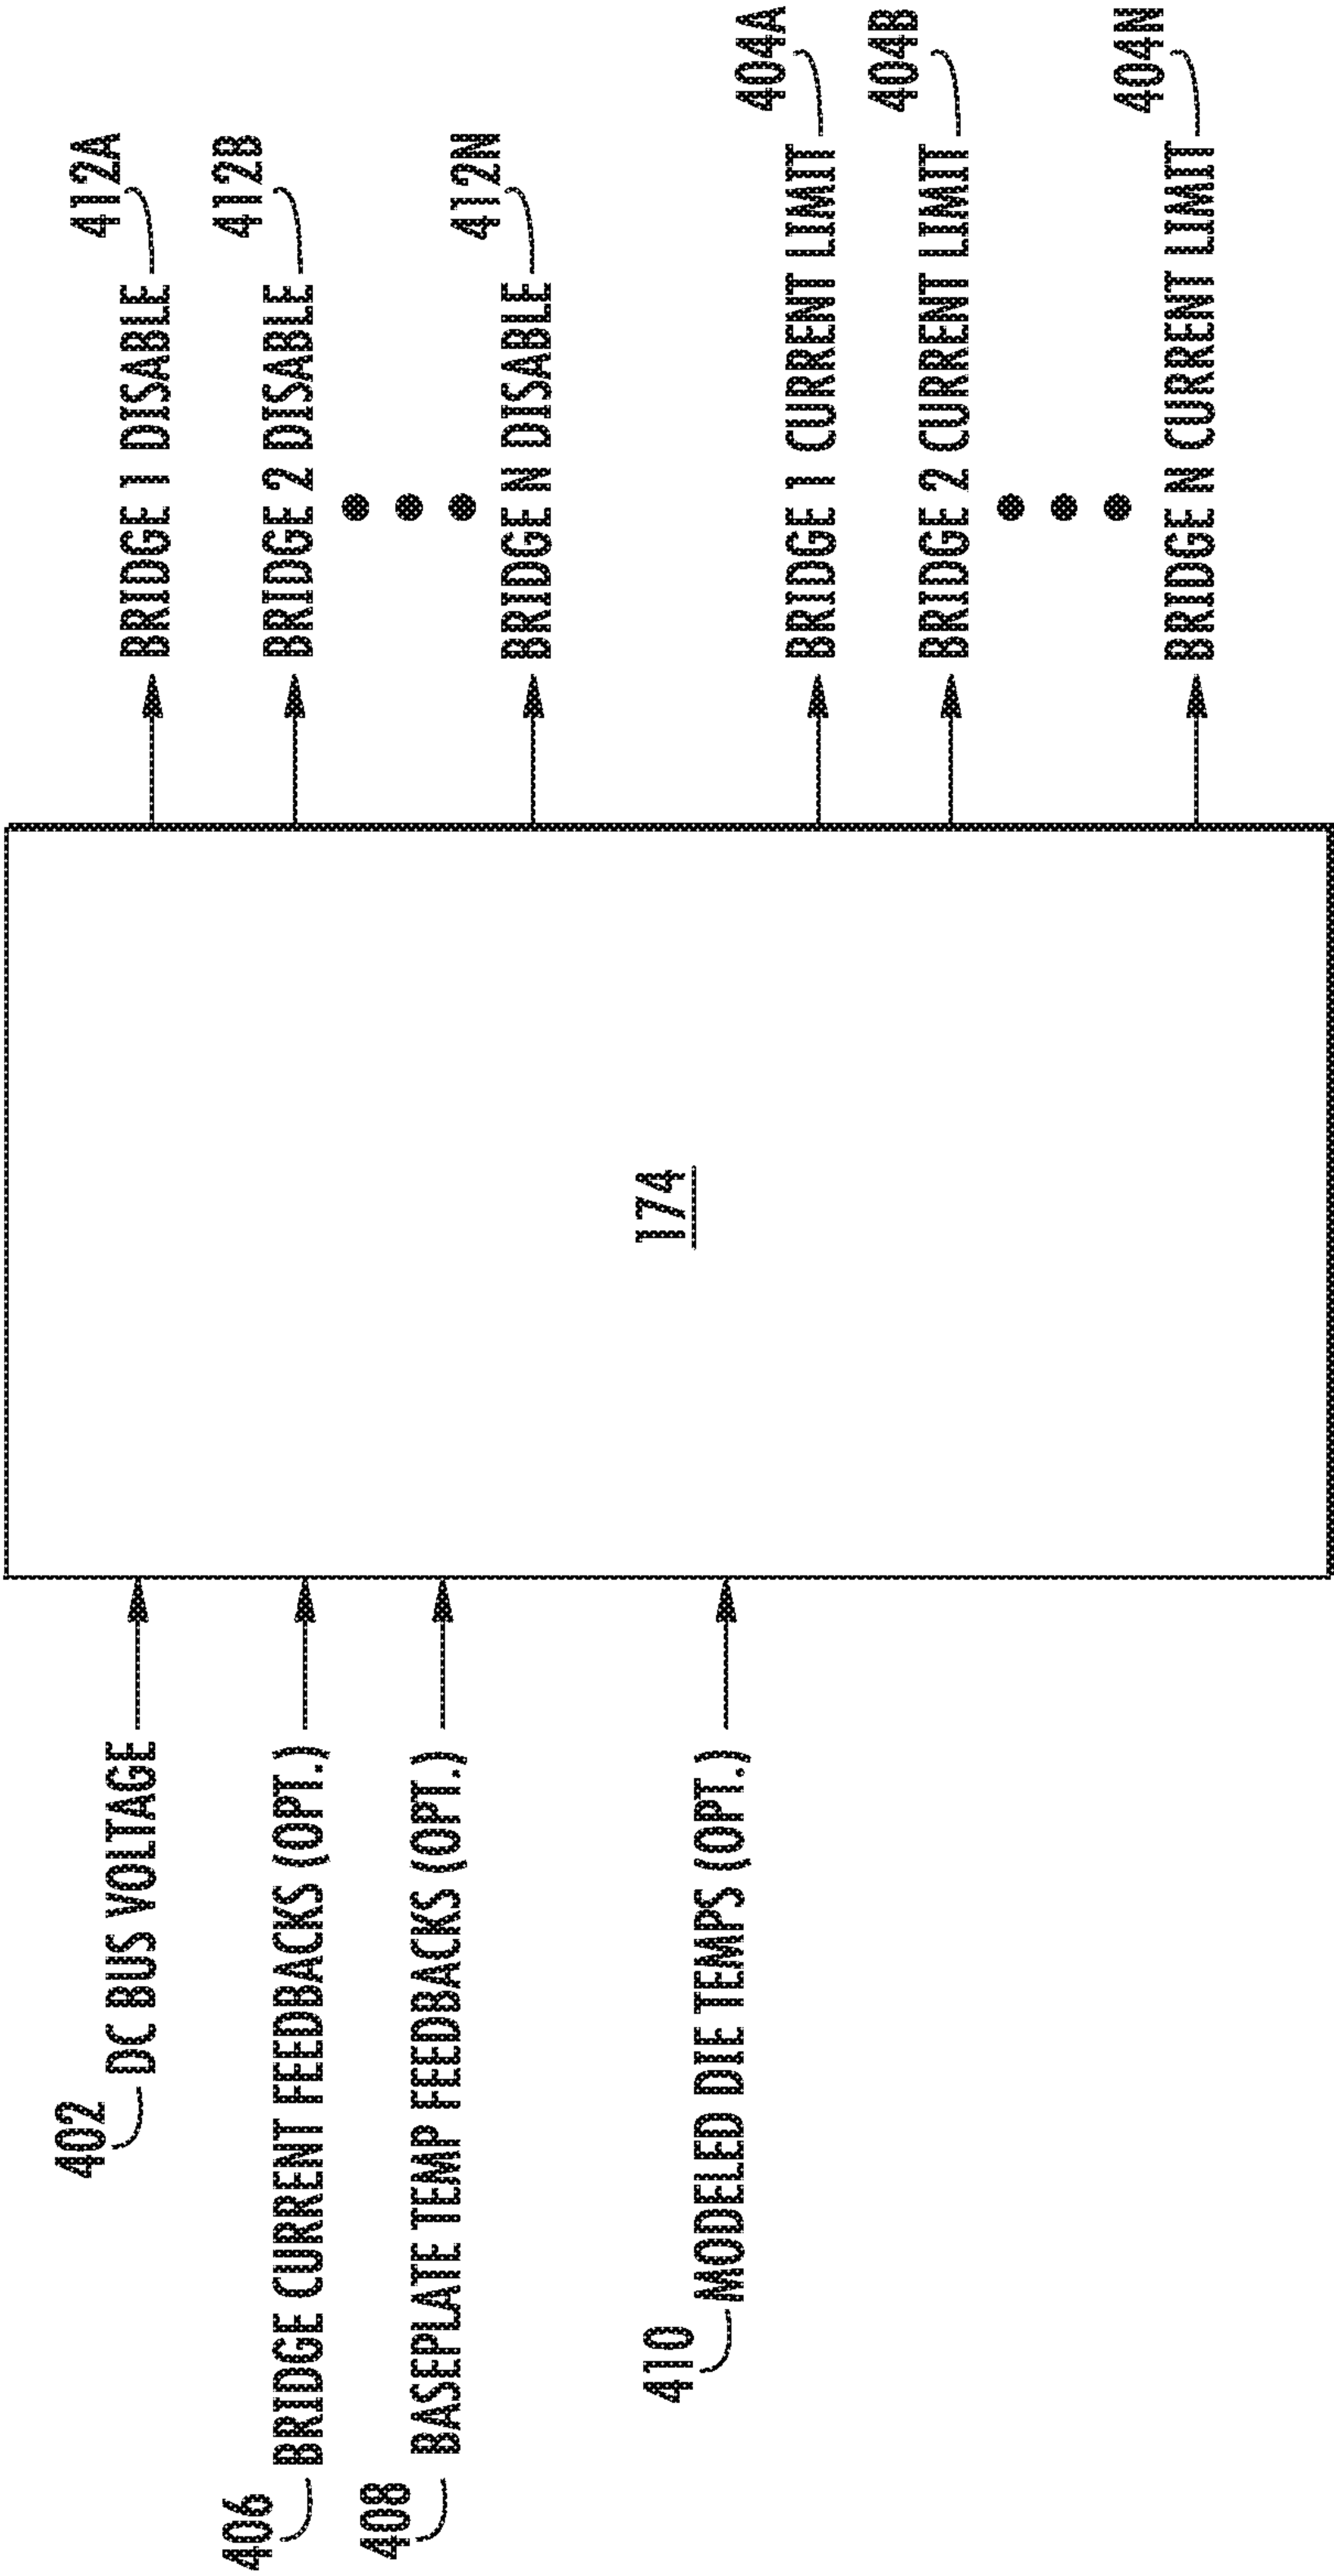 402
DC BUS VOLTAGE
406
BRIDGE CURRENT FEEDBACKS (OPT.)
408
BASEPLATE TEMP FEEDBACKS (OPT.)
410
MODELED DIE TEMPS (OPT.)
174
412A
BRIDGE 1 DISABLE
412B
BRIDGE 2 DISABLE
412N
BRIDGE N DISABLE
404A
BRIDGE 1 CURRENT LIMIT
404B
BRIDGE 2 CURRENT LIMIT
404N
BRIDGE N CURRENT LIMIT